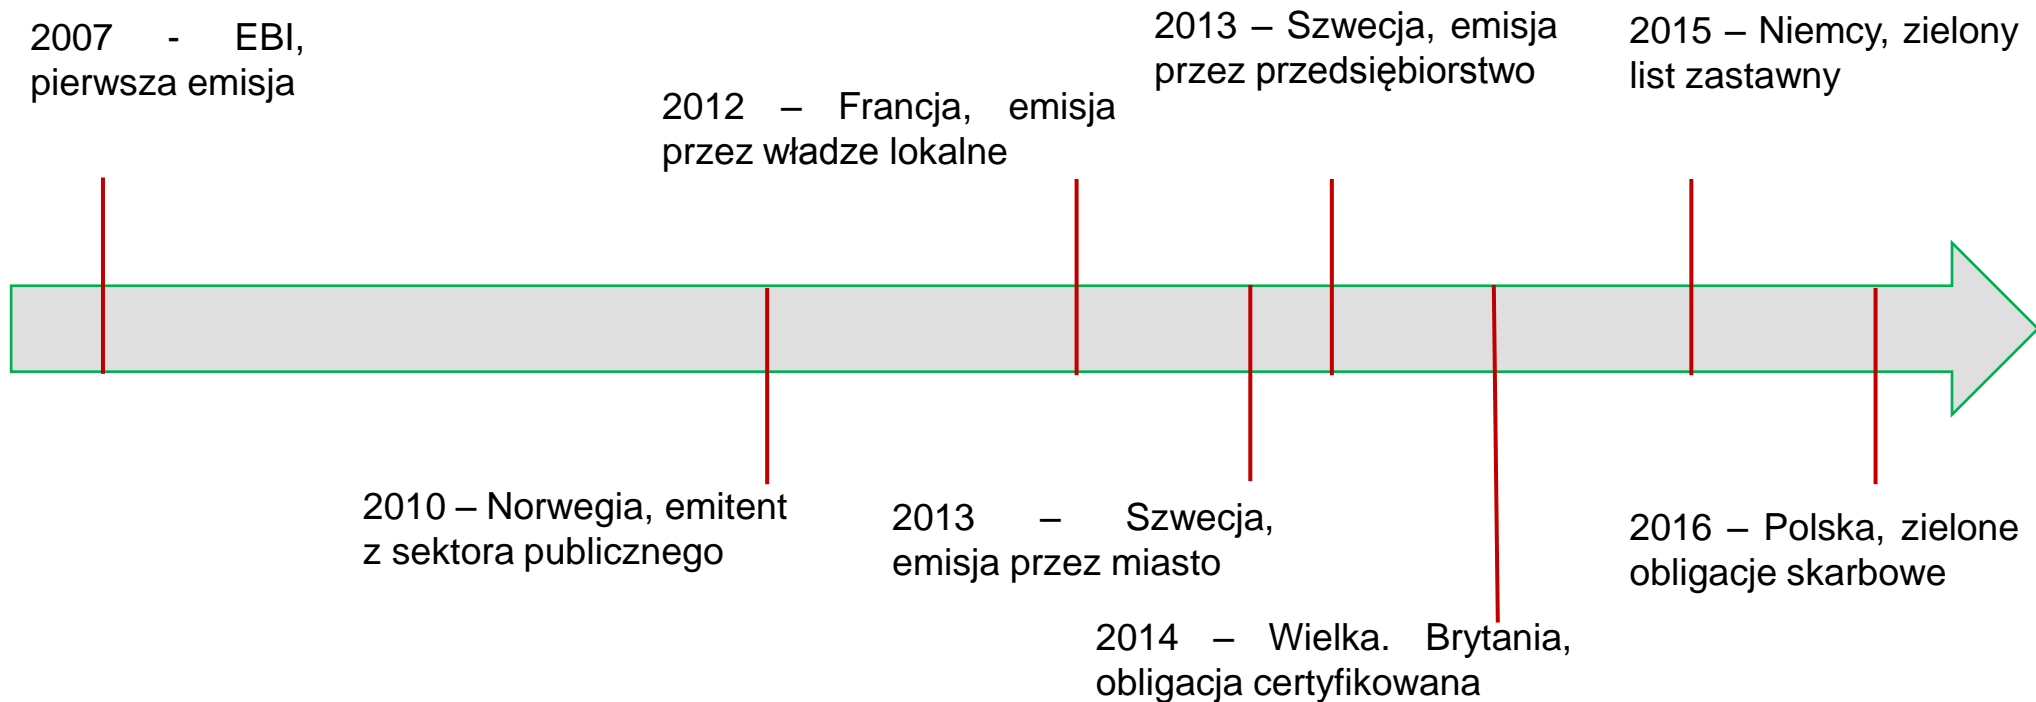 2007 - EBI,
pierwsza emisja
2012 – Francja, emisja
przez władze lokalne
2013 – Szwecja, emisja
przez przedsiębiorstwo
2015 – Niemcy, zielony
list zastawny
2010 – Norwegia, emitent
z sektora publicznego
2013 – Szwecja,
emisja przez miasto
2014 – Wielka. Brytania,
obligacja certyfikowana
2016 – Polska, zielone
obligacje skarbowe